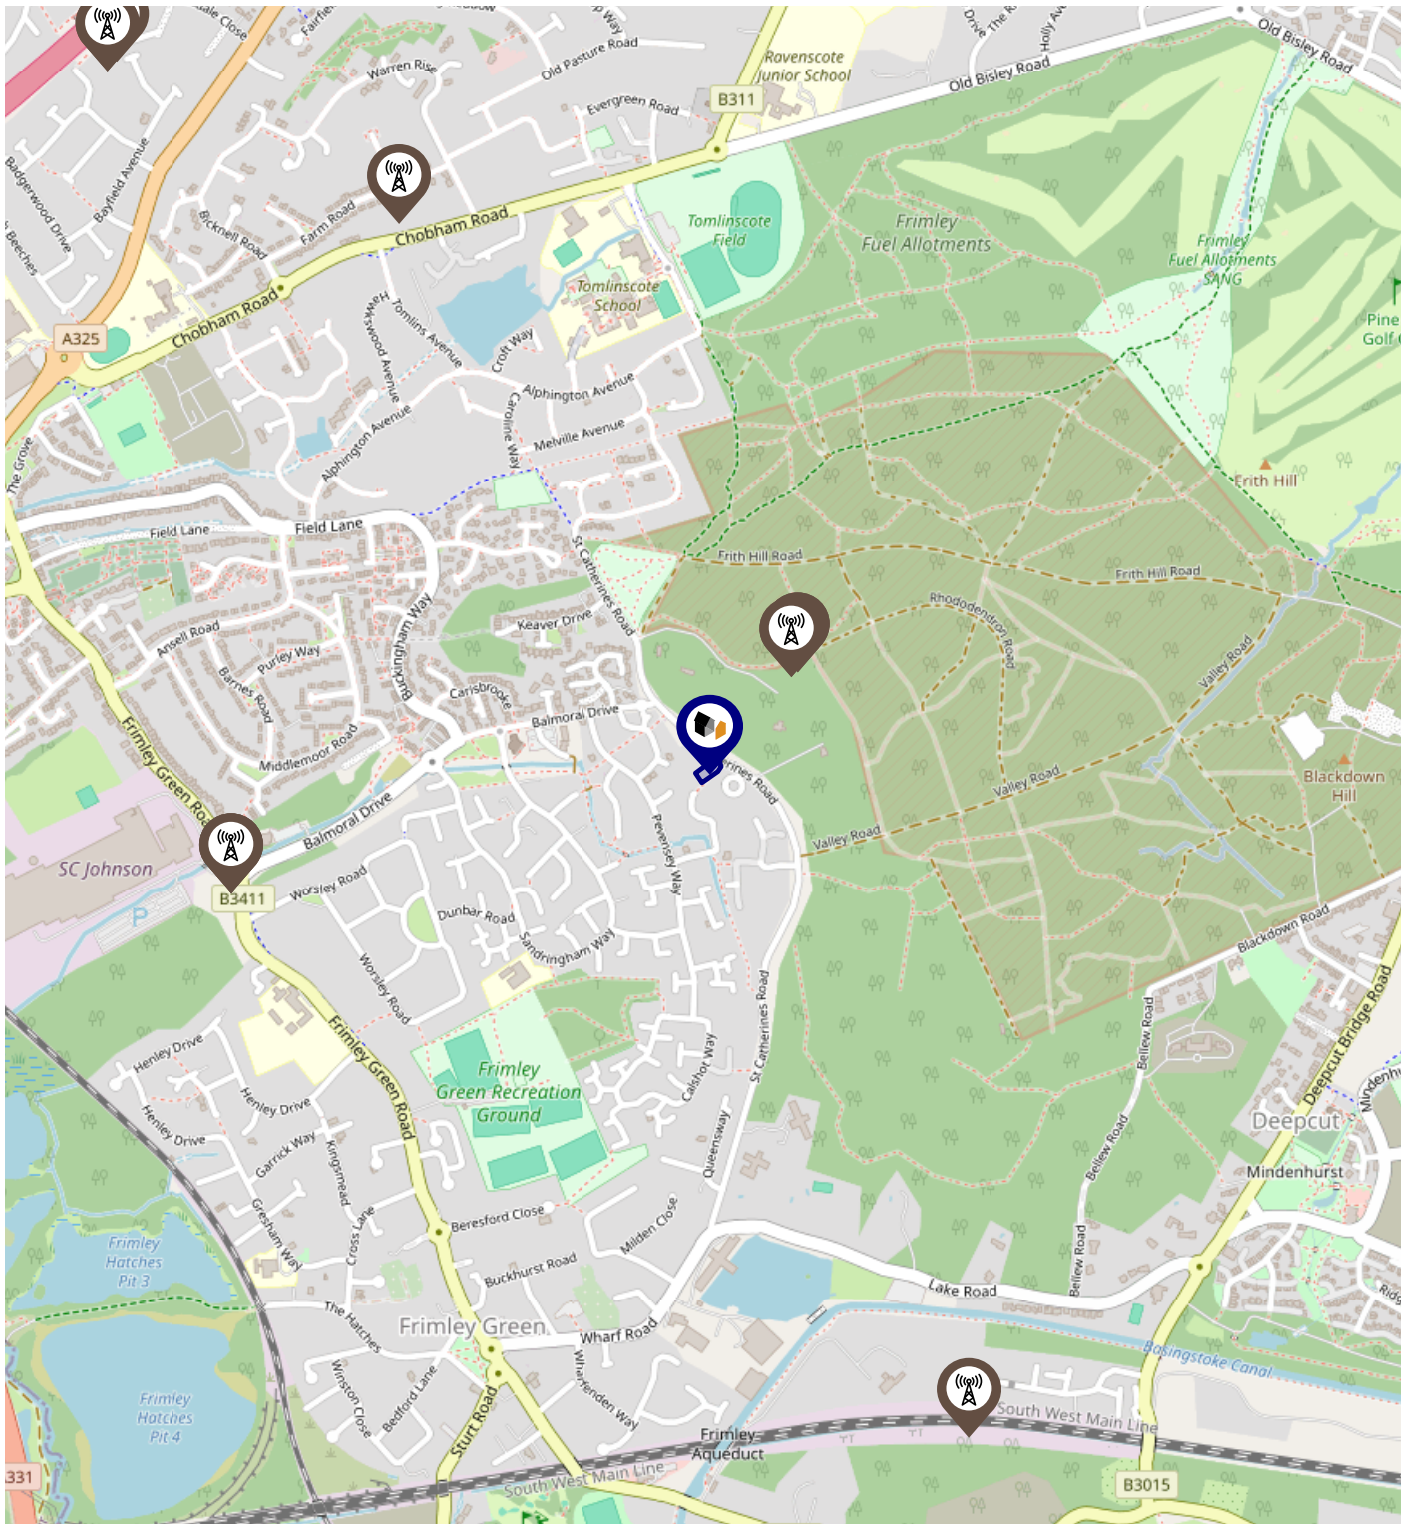 Old Bisley Road
Warren Rise
Old Pasture Road
Ravenscote
Junior School
Old Bisley Road
B311
Evergreen Road
Badgerwood Drive
Bayfield Avenue
Bicknell Road
Farm Road
Chobham Road
Tomlinscote
Field
Frimley
Fuel Allotments
Frimley
Fuel Allotments
SANG
Tomlinscote
School
Chobham Road
A325
Hawkswood Avenue
Tomlins Avenue
Croft Way
Alphington Avenue
Caroline Way
Melville Avenue
Alphington Avenue
The Grove
Frith Hill
Field Lane
Field Lane
St Catherines Road
Frith Hill Road
Frith Hill Road
Rhododendron Road
Keaver Drive
Ansell Road
Purley Way
Barnes Road
Buckingham Way
Carisbrooke
Balmoral Drive
Valley Road
Middlemoor Road
Frimley Green Road
Valley Road
Blackdown
Hill
Balmoral Drive
Pevensey Way
Valley Road
SC Johnson
P
B3411
Worsley Road
Dunbar Road
Sandringham Way
Blackdown Road
Worsley Road
St Catherines Road
Bellew Road
Deepcut Bridge Road
Henley Drive
Frimley Green Road
Frimley
Green Recreation
Ground
Calshot Way
Henley Drive
Henley Drive
Garrick Way
Kingsmead
Queensway
Bellew Road
Deepcut
Mindenhurst
Gresham Way
Cross Lane
Beresford Close
Milden Close
Bellew Road
Frimley
Hatches
Pit 3
Buckhurst Road
Lake Road
The Hatches
Frimley Green
Wharf Road
Basingstoke Canal
Winston Close
Bedford Lane
Wharfenden Way
Frimley
Hatches
Pit 4
Sturt Road
Frimley
Aqueduct
South West Main Line
South West Main Line
B3015